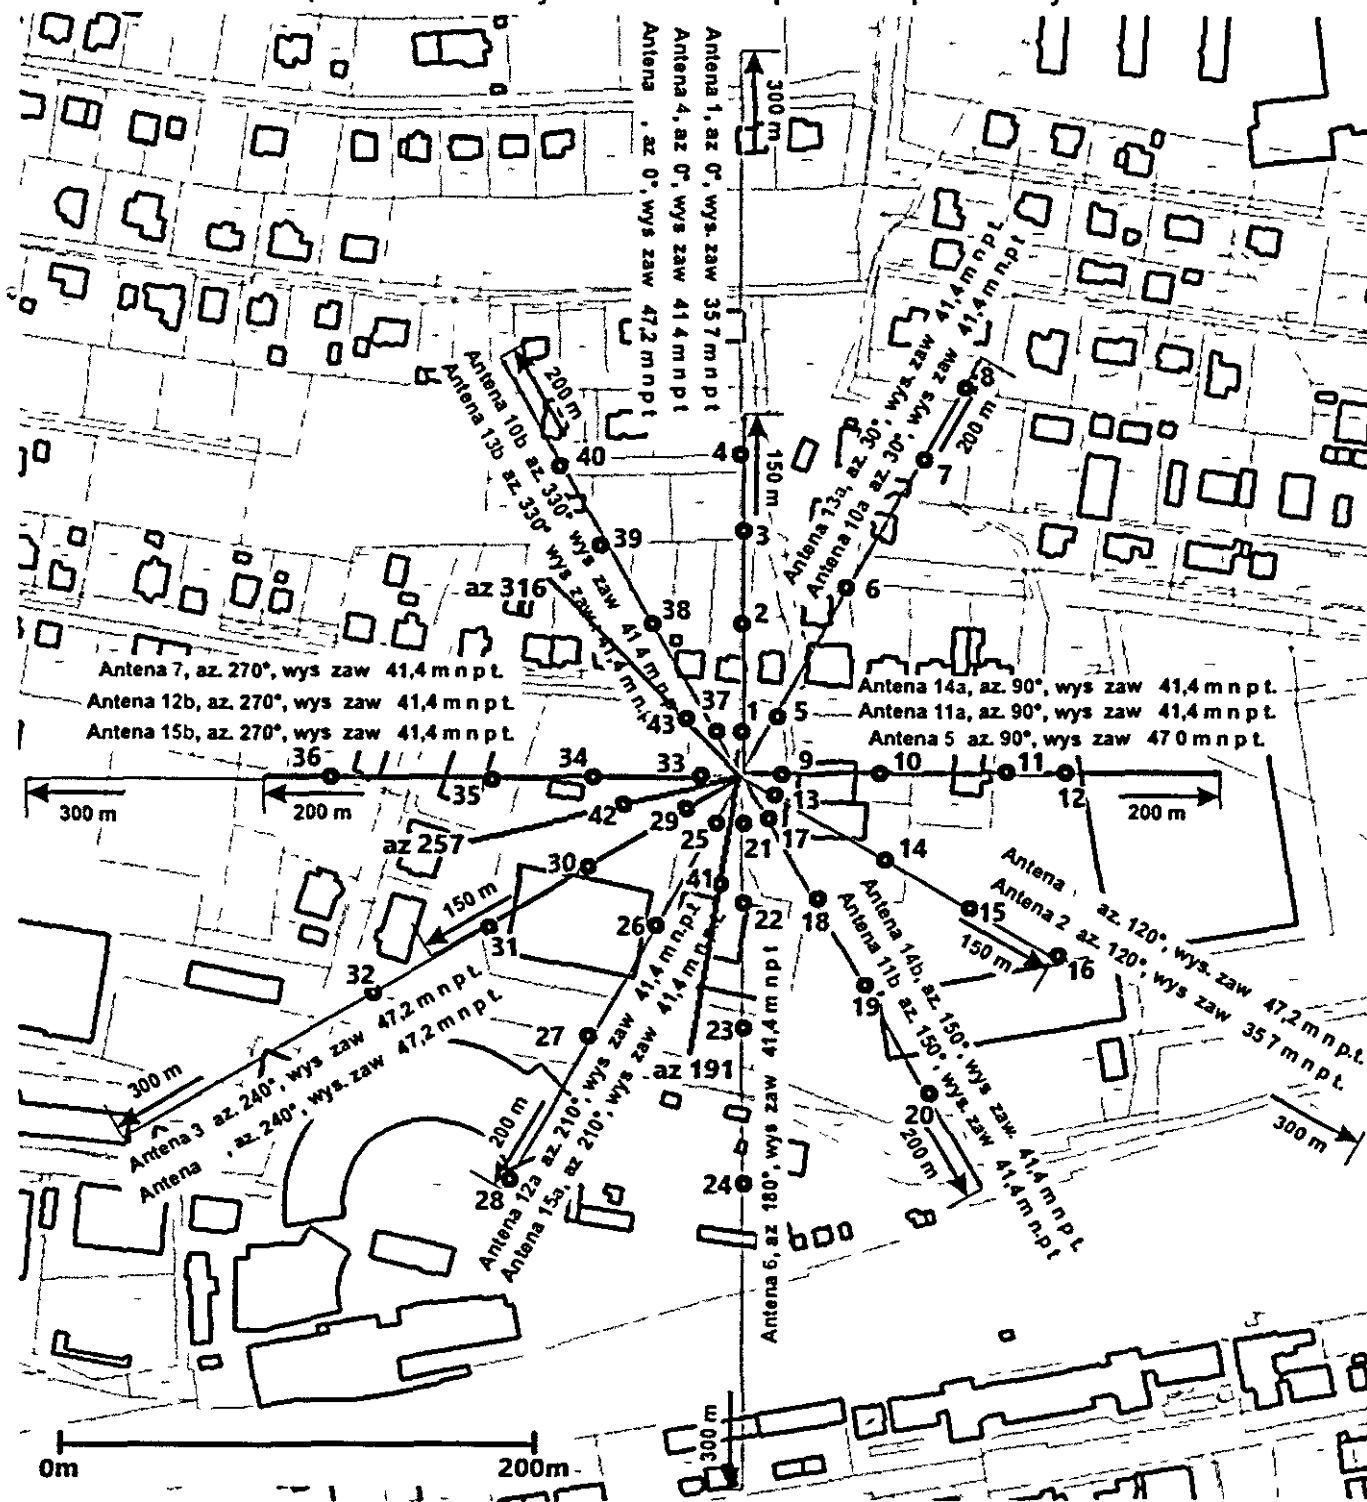 Antena 1, az 0°, wys. zaw 35 7 m n p t
Antena 4, az 0°, wys zaw 41 4 m n p t
Antena , az 0°, wys zaw 47,2 m n p t
300 m
150 m
Antena 13a, az. 30°, wys. zaw 41,4 m n p t.
Antena 10a az. 30°, wys zaw 41,4 m n.p t
200 m
8
7
6
5
Antena 10b az. 330° wys zaw 41 4 m n p
Antena 13b az. 330° wys zaw. 41,4 m n.
200 m
40
39
38
37
4
3
2
1
az 316
43
Antena 7, az. 270°, wys zaw 41,4 m n p t.
Antena 12b, az. 270°, wys zaw 41,4 m n p t.
Antena 15b, az. 270°, wys zaw 41,4 m n p t.
36
35
34
33
300 m
200 m
Antena 14a, az. 90°, wys zaw 41,4 m n p t.
Antena 11a, az. 90°, wys zaw 41,4 m n p t.
Antena 5 az. 90°, wys zaw 47 0 m n p t.
9
10
11
12
200 m
42
az 257
29
30
31
32
150 m
300 m
Antena 3 az. 240°, wys zaw 47,2 m n p t.
Antena , az. 240°, wys. zaw 47,2 m n p t
25
26
27
28
200 m
Antena 12a az. 210°, wys zaw 41,4 m n.p.t
Antena 15a, az 210°, wys zaw 41,4 m n.p.t.
41
az 191
21
22
23
24
Antena 6, az 180°, wys zaw 41,4 m n p t
300 m
13
14
15
16
150 m
Antena az. 120°, wys. zaw 47,2 m n p.t.
Antena 2 az. 120°, wys zaw 35 7 m n p t.
300 m
17
18
19
20
200 m
Antena 14b, az. 150°, wys zaw. 41,4 m n p t.
Antena 11b az. 150°, wys. zaw 41,4 m n.p t
0m
200m